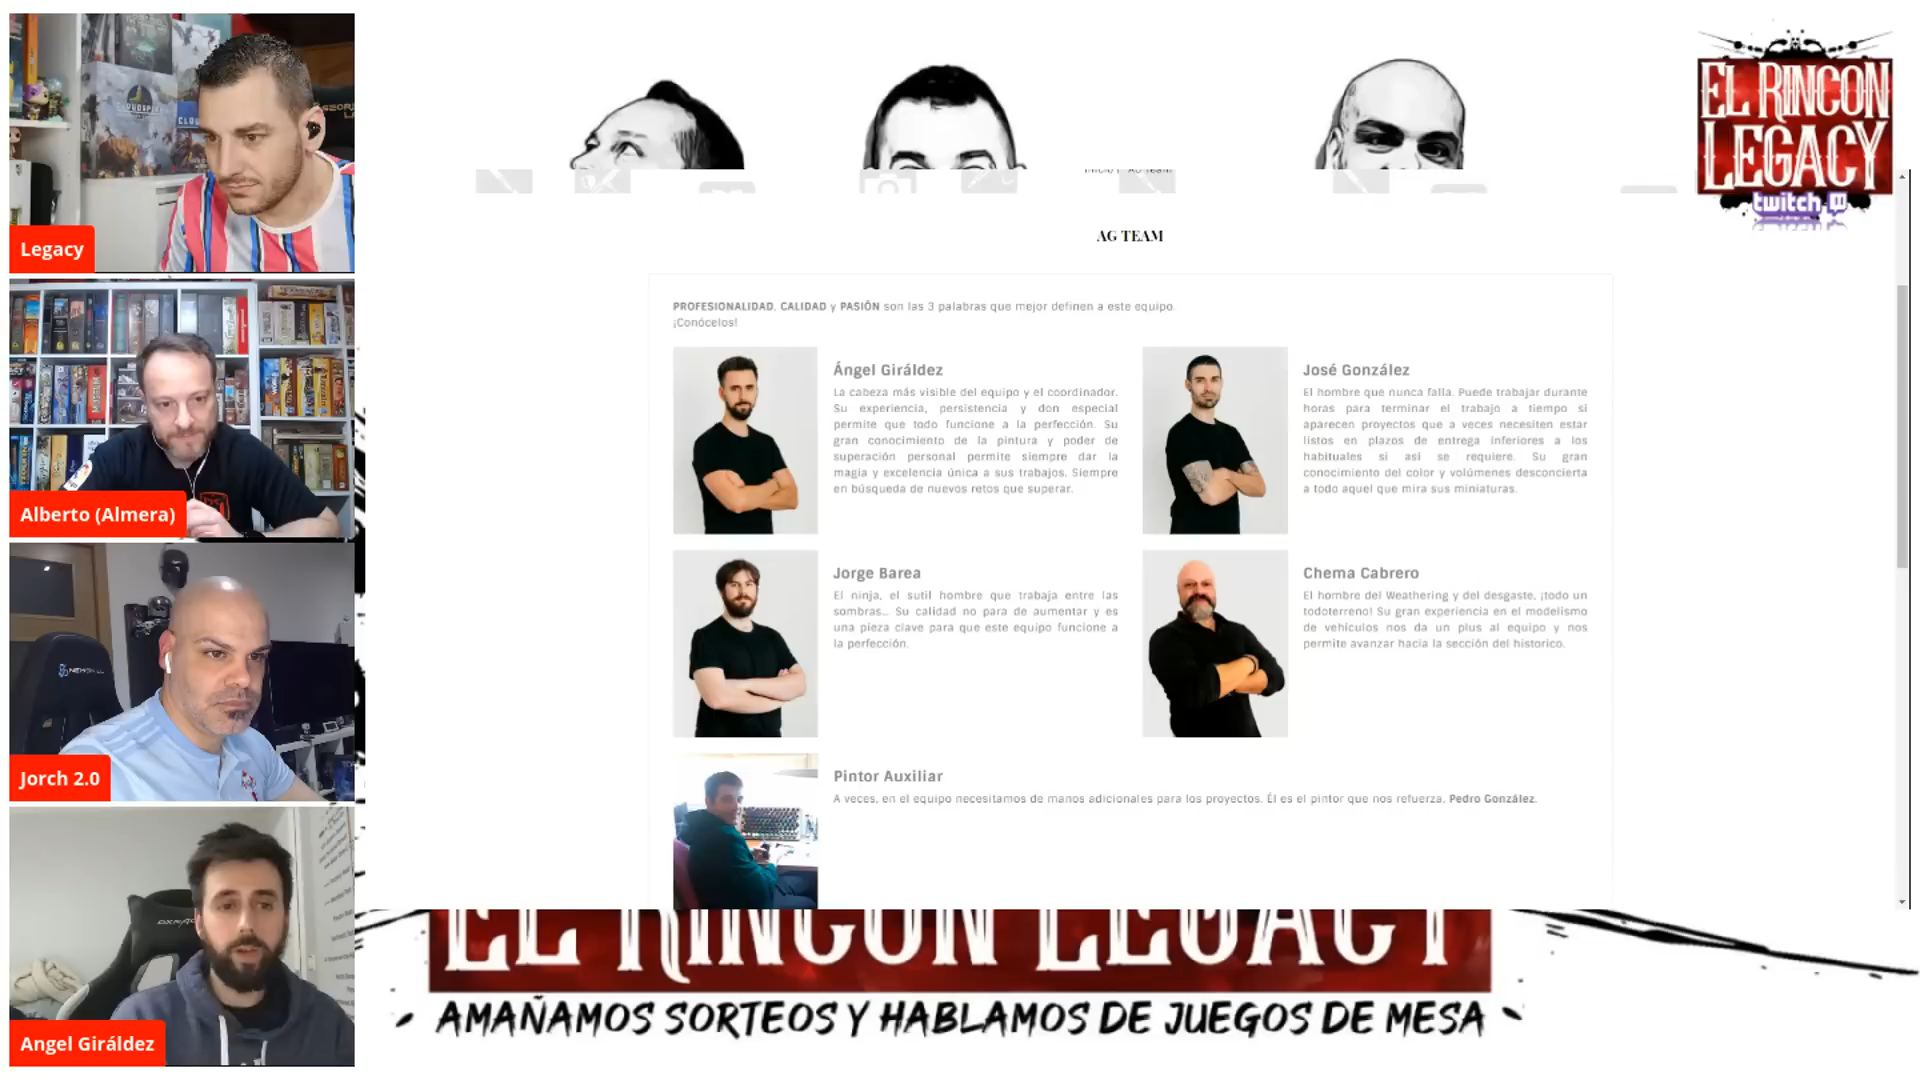 Legacy
Alberto (Almera)
Jorch 2.0
Angel Giráldez
EL RINCON
LEGACY
twitch
AG TEAM
PROFESIONALIDAD, CALIDAD y PASIÓN son las 3 palabras que mejor definen a este equipo.
¡Conócelos!
Ángel Giráldez
La cabeza más visible del equipo y el coordinador.
Su experiencia, persistencia y don especial
permite que todo funcione a la perfección. Su
gran conocimiento de la pintura y poder de
superación personal permite siempre dar la
magia y excelencia única a sus trabajos. Siempre
en búsqueda de nuevos retos que superar.
José González
El hombre que nunca falla. Puede trabajar durante
horas para terminar el trabajo a tiempo si
aparecen proyectos que a veces necesiten estar
listos en plazos de entrega inferiores a los
habituales si así se requiere. Su gran
conocimiento del color y volúmenes desconcierta
a todo aquel que mira sus miniaturas.
Jorge Barea
El ninja, el sutil hombre que trabaja entre las
sombras... Su calidad no para de aumentar y es
una pieza clave para que este equipo funcione a
la perfección.
Chema Cabrero
El hombre del Weathering y del desgaste, ¡todo un
todoterreno! Su gran experiencia en el modelismo
de vehículos nos da un plus al equipo y nos
permite avanzar hacia la sección del historico.
Pintor Auxiliar
A veces, en el equipo necesitamos de manos adicionales para los proyectos. Él es el pintor que nos refuerza, Pedro González.
EL RINCON LEGACY
AMAÑAMOS SORTEOS Y HABLAMOS DE JUEGOS DE MESA